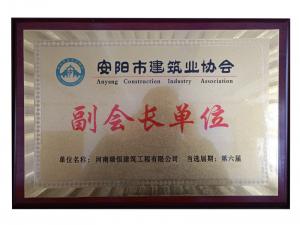 安阳市建筑业协会
Anyang Construction Industry Association
副会长单位
单位名称：河南稳恒建筑工程有限公司 当选届期：第六届